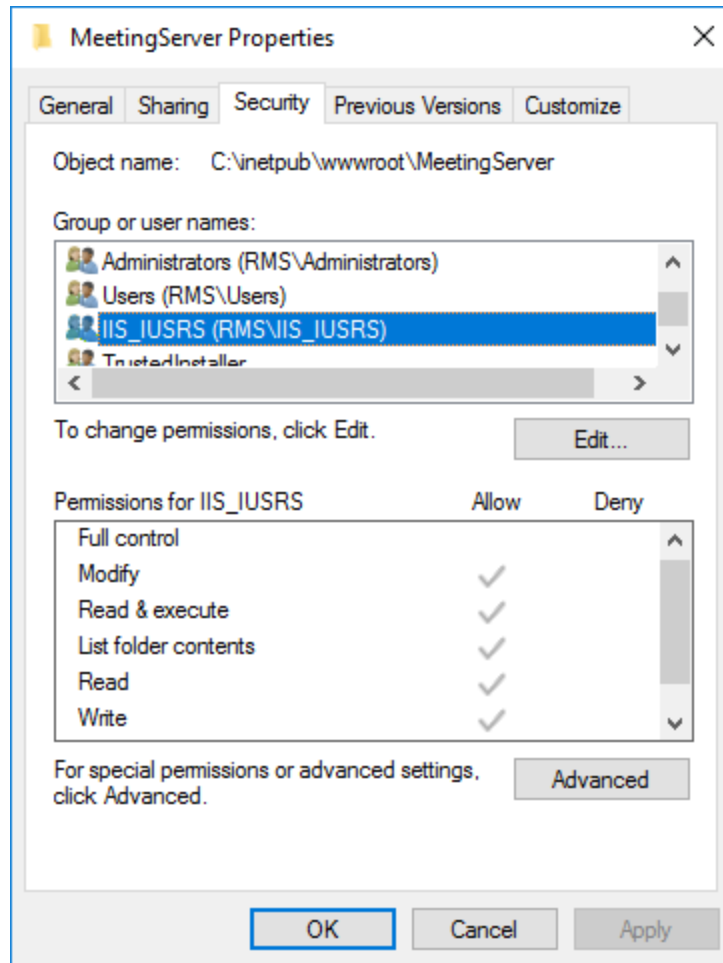 MeetingServer Properties
General Sharing Security Previous Versions Customize
Object name: C:\inetpub\wwwroot\MeetingServer
Group or user names:
Administrators (RMS\Administrators)
Users (RMS\Users)
IIS_IUSRS (RMS\IIS_IUSRS)
TrustedInstaller
To change permissions, click Edit.
Edit...
Permissions for IIS_IUSRS Allow Deny
Full control
Modify
Read & execute
List folder contents
Read
Write
For special permissions or advanced settings,
click Advanced.
Advanced
OK Cancel Apply